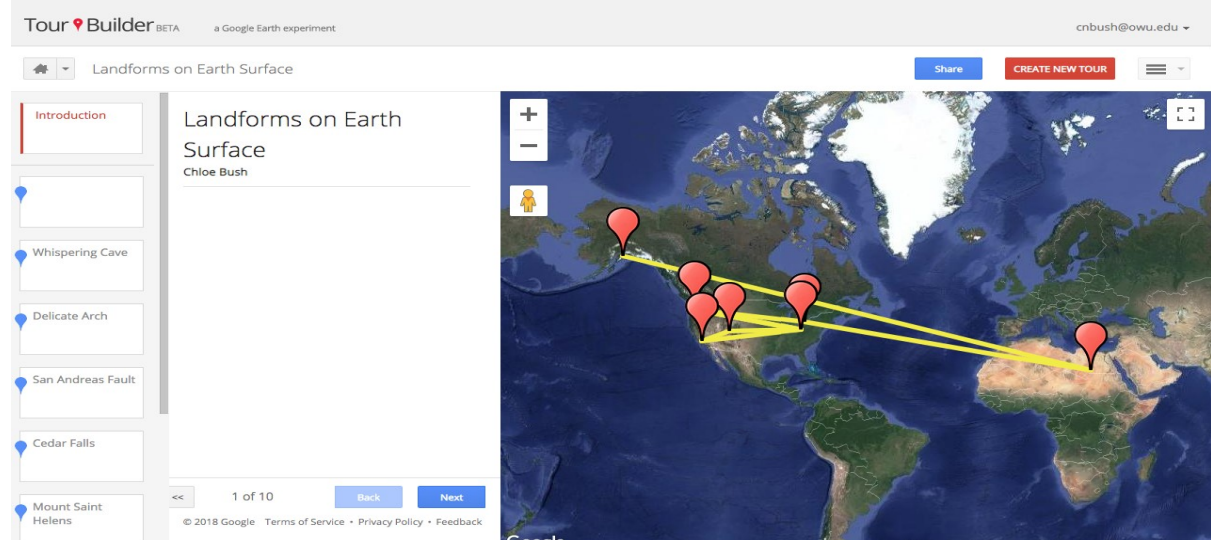 Tour Builder BETA a Google Earth experiment cnbush@owu.edu
Landforms on Earth Surface Share CREATE NEW TOUR
Introduction
Whispering Cave
Delicate Arch
San Andreas Fault
Cedar Falls
Mount Saint
Helens
Landforms on Earth
Surface
Chloe Bush
<< 1 of 10 Back Next
© 2018 Google Terms of Service • Privacy Policy • Feedback
+
−
Google